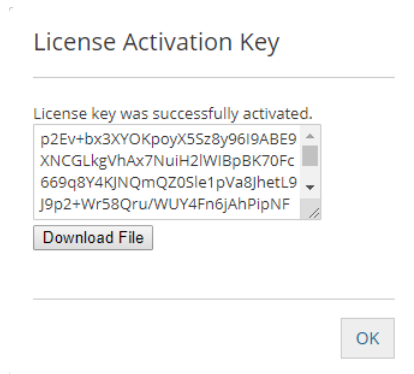 License Activation Key
License key was successfully activated.
p2Ev+bx3XYOKpoyX5Sz8y96I9ABE9
XNCGLkgVhAx7NuiH2lWIBpBK70Fc
669q8Y4KJNQmQZ0Sle1pVa8JhetL9
J9p2+Wr58Qru/WUY4Fn6jAhPipNF
Download File
OK